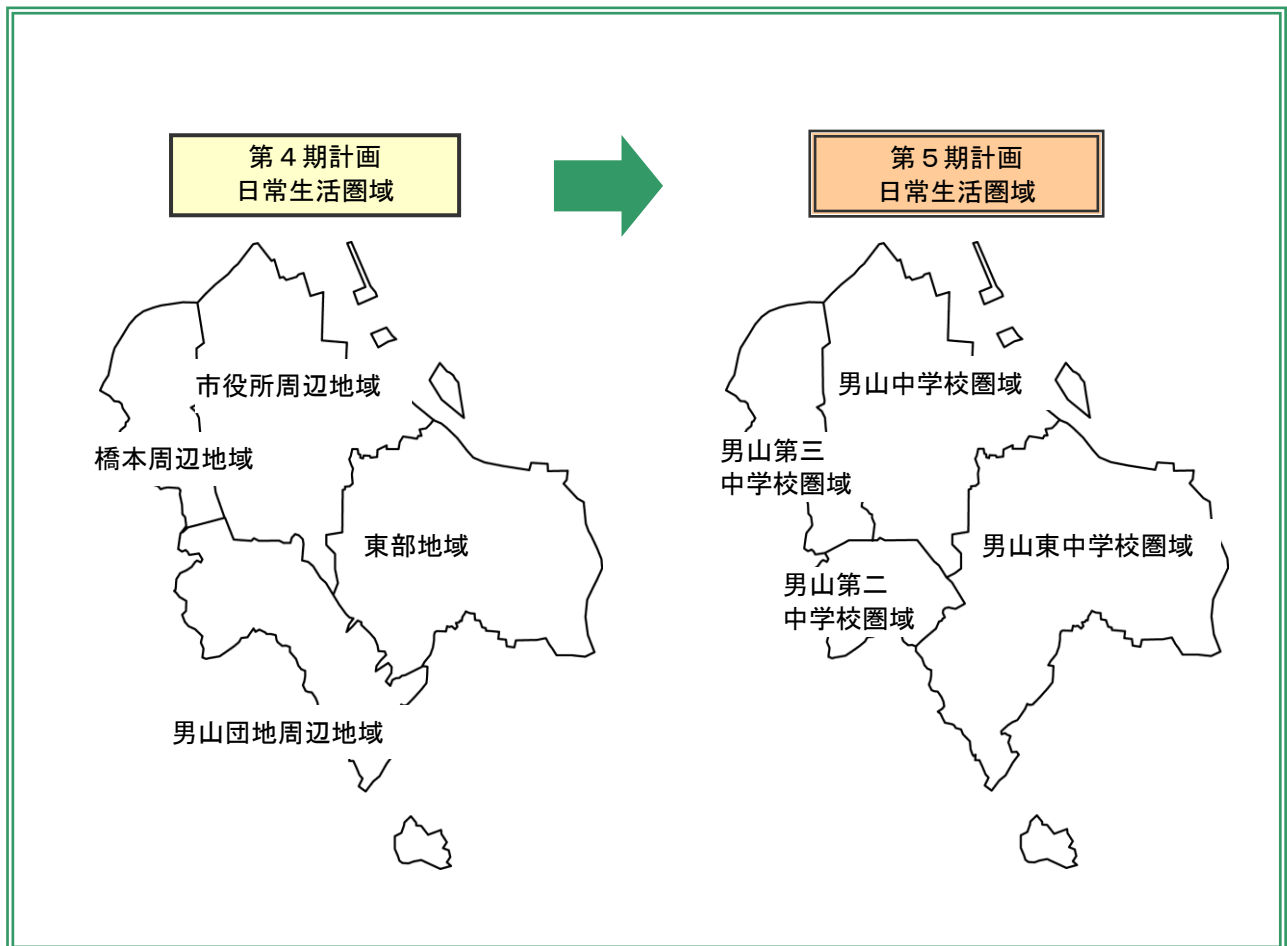 第４期計画
日常生活圏域
第５期計画
日常生活圏域
市役所周辺地域
橋本周辺地域
東部地域
男山団地周辺地域
男山中学校圏域
男山第三
中学校圏域
男山東中学校圏域
男山第二
中学校圏域